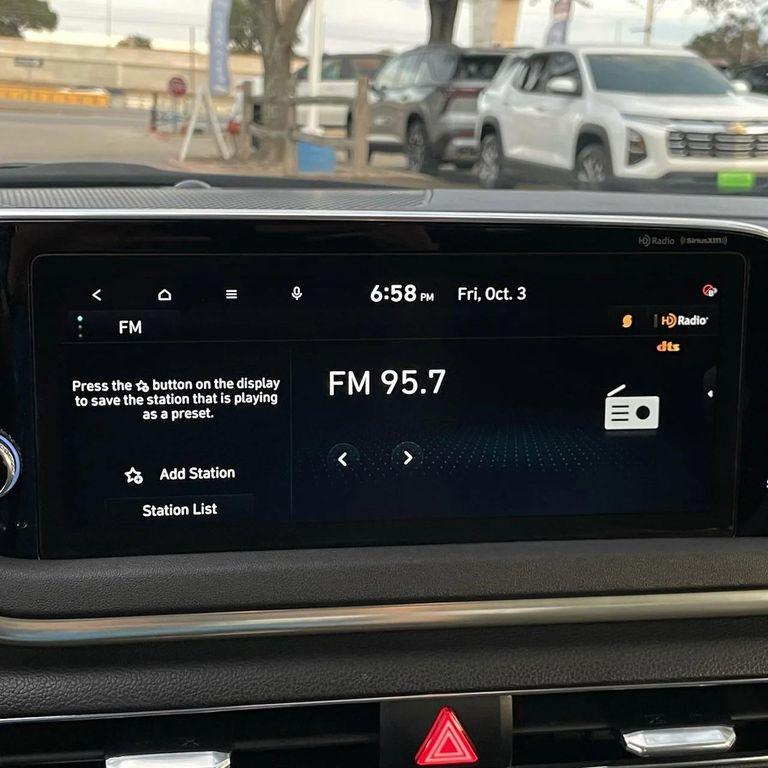 HD Radio ((SiriusXM))
6:58 PM Fri, Oct. 3
FM
HD Radio
dts
Press the button on the display
to save the station that is playing
as a preset.
FM 95.7
Add Station
Station List